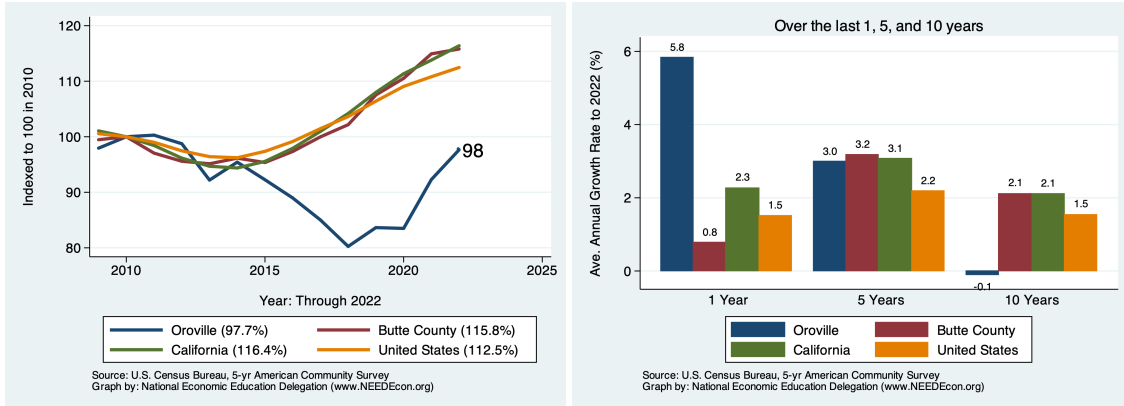 120
110
100
90
80
Indexed to 100 in 2010
98
2010
2015
2020
2025
Year: Through 2022
Oroville (97.7%)
Butte County (115.8%)
California (116.4%)
United States (112.5%)
Source: U.S. Census Bureau, 5-yr American Community Survey
Graph by: National Economic Education Delegation (www.NEEDEcon.org)
Over the last 1, 5, and 10 years
Ave. Annual Growth Rate to 2022 (%)
6
4
2
0
5.8
0.8
2.3
1.5
3.0
3.2
3.1
2.2
-0.1
2.1
2.1
1.5
1 Year
5 Years
10 Years
Oroville
Butte County
California
United States
Source: U.S. Census Bureau, 5-yr American Community Survey
Graph by: National Economic Education Delegation (www.NEEDEcon.org)